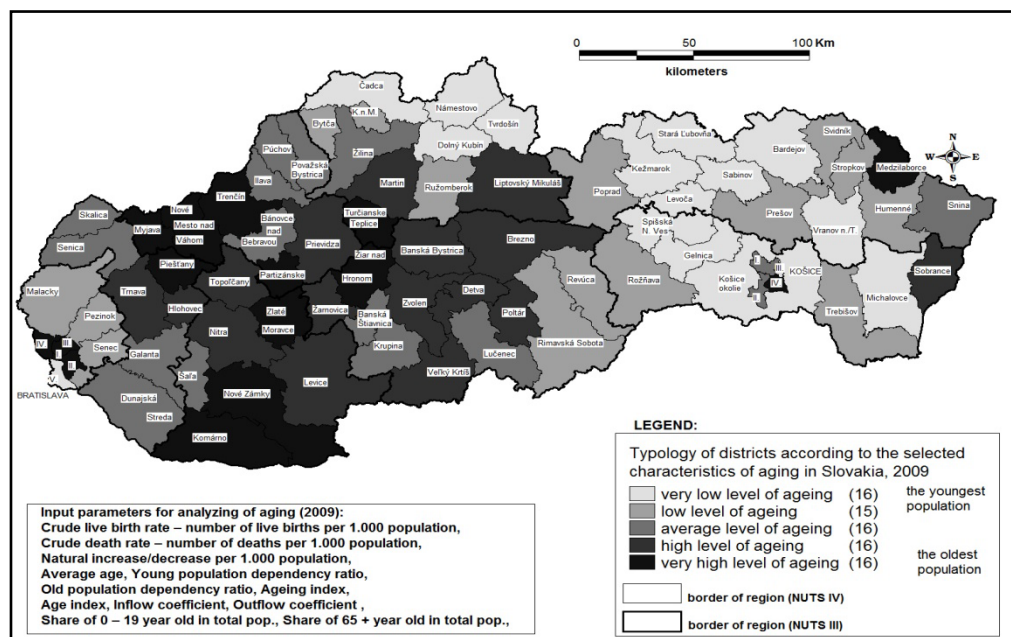 0 50 100 Km
kilometers
N
W E
S
Čadca
Námestovo
K.n.M
Bytča
Tvrdošín
Dolný Kubín
Stará Ľubovňa
Svidník
Bardejov
Púchov
Žilina
Považská
Bystrica
Ilava
Stropkov
Medzilaborce
Kežmarok
Sabinov
Martin
Liptovský Mikuláš
Ružomberok
Poprad
Levoča
Trenčín
Prešov
Humenné
Snina
Skalica
Nové
Mesto nad
Váhom
Bánovce
nad
Bebravou
Turčianske
Teplice
Spišská
N. Ves
Vranov n./T.
Myjava
Senica
Prievidza
Brezno
Banská Bystrica
Gelnica
Žiar nad
Hronom
Piešťany
Partizánske
Topoľčany
Košice
okolie
I.
III.
IV.
II.
KOŠICE
Sobrance
Malacky
Trnava
Revúca
Rožňava
Michalovce
Hlohovec
Zlaté
Moravce
Žarnovica
Zvolen
Detva
Banská
Štiavnica
Poltár
Trebišov
Pezinok
Nitra
Senec
Galanta
Krupina
Rimavská Sobota
Lučenec
IV.
III.
I.
II.
V.
BRATISLAVA
Šaľa
Levice
Veľký Krtíš
Dunajská
Streda
Nové Zámky
Komárno
LEGEND:
Typology of districts according to the selected
characteristics of aging in Slovakia, 2009
very low level of ageing (16) the youngest
population
low level of ageing (15)
average level of ageing (16)
high level of ageing (16)
very high level of ageing (16) the oldest
population
border of region (NUTS IV)
border of region (NUTS III)
Input parameters for analyzing of aging (2009):
Crude live birth rate – number of live births per 1.000 population,
Crude death rate – number of deaths per 1.000 population,
Natural increase/decrease per 1.000 population,
Average age, Young population dependency ratio,
Old population dependency ratio, Ageing index,
Age index, Inflow coefficient, Outflow coefficient ,
Share of 0 – 19 year old in total pop., Share of 65 + year old in total pop.,